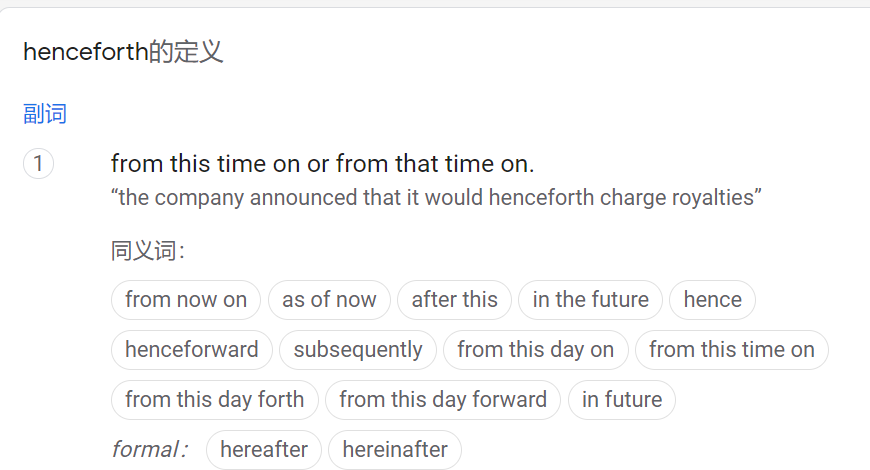 henceforth的定义
副词
1 from this time on or from that time on.
“the company announced that it would henceforth charge royalties”
同义词：
from now on as of now after this in the future hence
henceforward subsequently from this day on from this time on
from this day forth from this day forward in future
formal： hereafter hereinafter